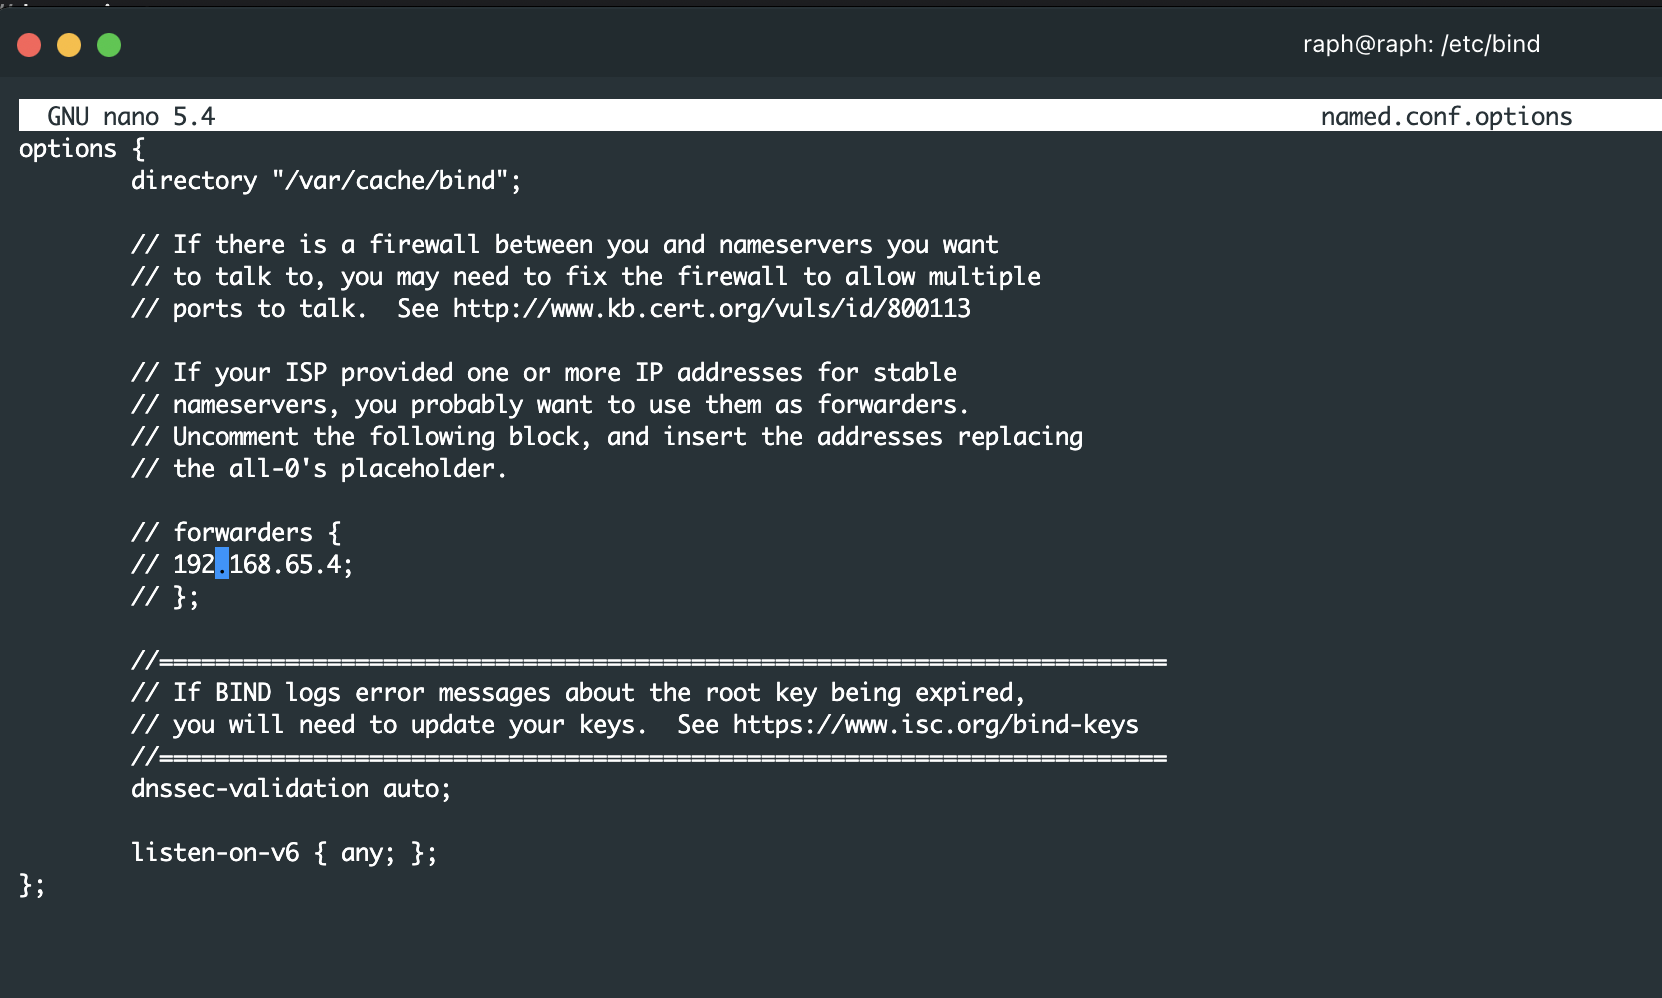 raph@raph: /etc/bind
GNU nano 5.4 named.conf.options
options {
directory "/var/cache/bind";
// If there is a firewall between you and nameservers you want
// to talk to, you may need to fix the firewall to allow multiple
// ports to talk.  See http://www.kb.cert.org/vuls/id/800113
// If your ISP provided one or more IP addresses for stable
// nameservers, you probably want to use them as forwarders.
// Uncomment the following block, and insert the addresses replacing
// the all-0's placeholder.
// forwarders {
// 192.168.65.4;
// };
//========================================================================
// If BIND logs error messages about the root key being expired,
// you will need to update your keys.  See https://www.isc.org/bind-keys
//========================================================================
dnssec-validation auto;
listen-on-v6 { any; };
};